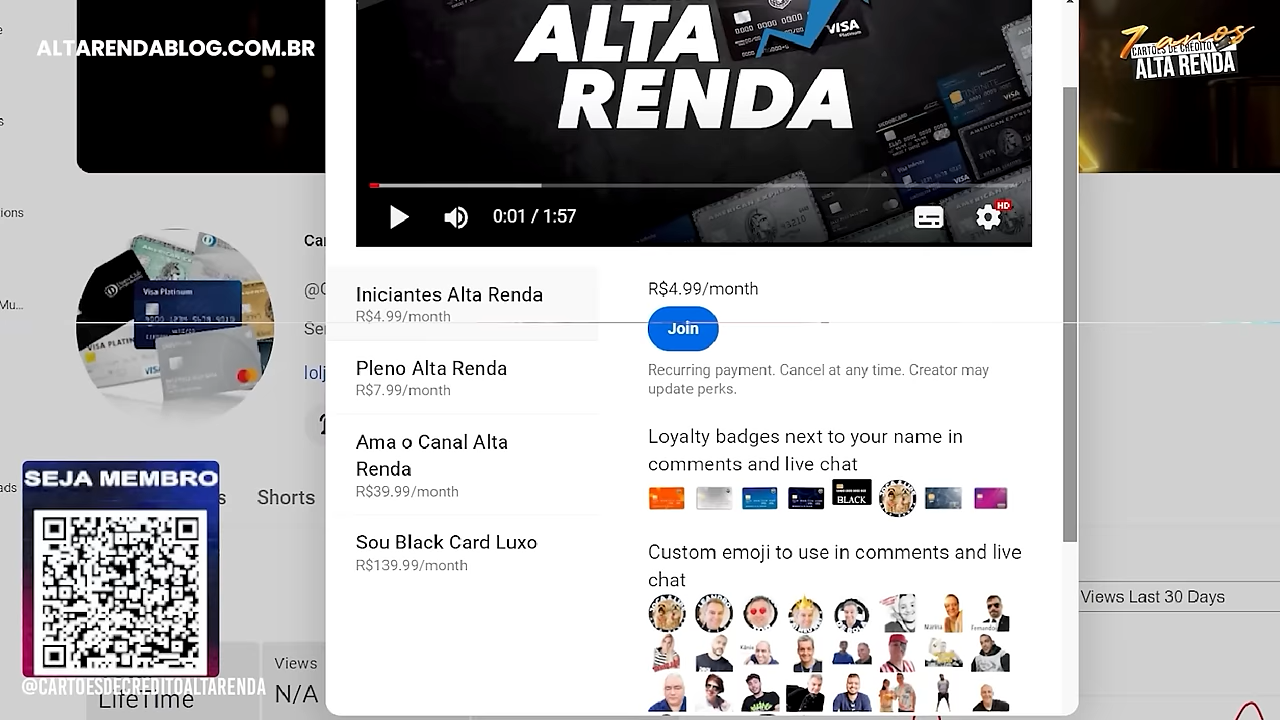 ALTARENDABLOG.COM.BR
7 anos
CARTÕES DE CRÉDITO
ALTA RENDA
ALTA
RENDA
VISA
0:01 / 1:57
HD
Iniciantes Alta Renda
R$4.99/month
Pleno Alta Renda
R$7.99/month
Ama o Canal Alta
Renda
R$39.99/month
Sou Black Card Luxo
R$139.99/month
R$4.99/month
Join
Recurring payment. Cancel at any time. Creator may
update perks.
Loyalty badges next to your name in
comments and live chat
BLACK
Custom emoji to use in comments and live
chat
Visa Platinum
VISA
SEJA MEMBRO
Shorts
@CARTOESDECREDITOALTARENDA
LifeTime
Views
N/A
Views Last 30 Days